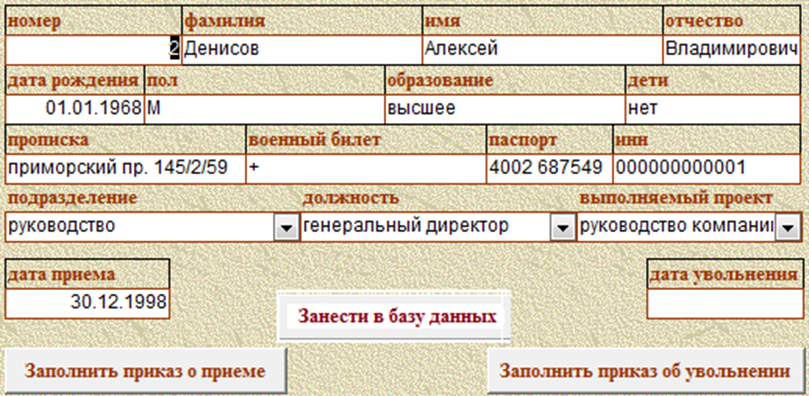 номер фамилия имя отчество
2 Денисов Алексей Владимирович
дата рождения пол образование дети
01.01.1968 М высшее нет
прописка военный билет паспорт инн
приморский пр. 145/2/59 + 4002 687549 000000000001
подразделение должность выполняемый проект
руководство генеральный директор руководство компании
дата приема дата увольнения
30.12.1998
Занести в базу данных
Заполнить приказ о приеме Заполнить приказ об увольнении